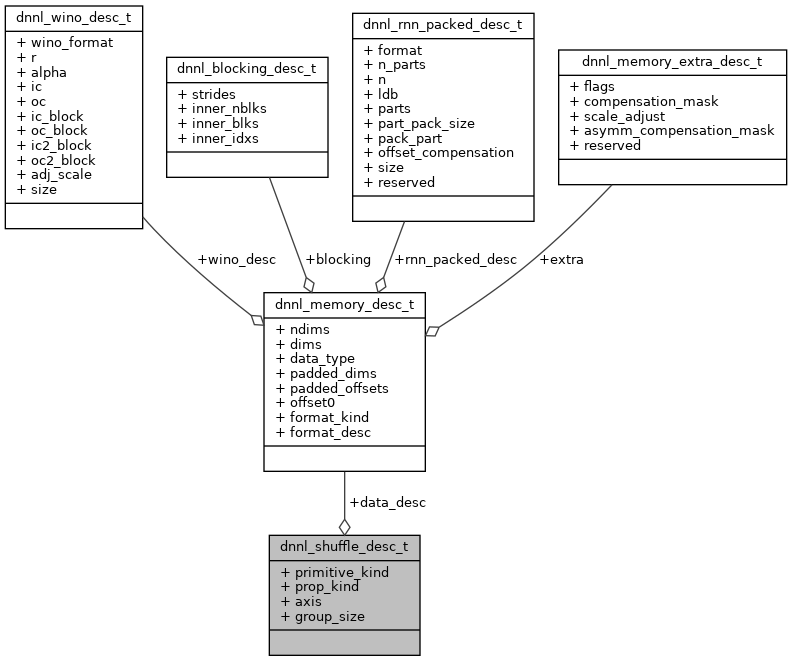 dnnl_wino_desc_t
+ wino_format
+ r
+ alpha
+ ic
+ oc
+ ic_block
+ oc_block
+ ic2_block
+ oc2_block
+ adj_scale
+ size
dnnl_blocking_desc_t
+ strides
+ inner_nblks
+ inner_blks
+ inner_idxs
dnnl_rnn_packed_desc_t
+ format
+ n_parts
+ n
+ ldb
+ parts
+ part_pack_size
+ pack_part
+ offset_compensation
+ size
+ reserved
dnnl_memory_extra_desc_t
+ flags
+ compensation_mask
+ scale_adjust
+ asymm_compensation_mask
+ reserved
+wino_desc
+blocking
+rnn_packed_desc
+extra
dnnl_memory_desc_t
+ ndims
+ dims
+ data_type
+ padded_dims
+ padded_offsets
+ offset0
+ format_kind
+ format_desc
+data_desc
dnnl_shuffle_desc_t
+ primitive_kind
+ prop_kind
+ axis
+ group_size